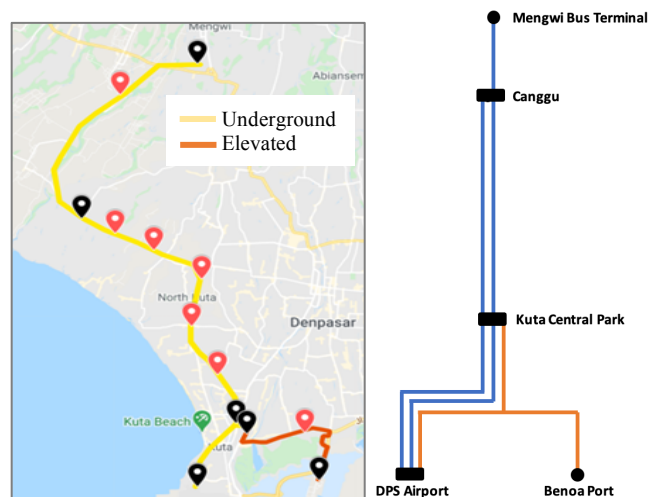 Mengwi
Abiansem
Underground
Elevated
North Kuta
Denpasar
Kuta Beach
Kuta
Mengwi Bus Terminal
Canggu
Kuta Central Park
DPS Airport
Benoa Port